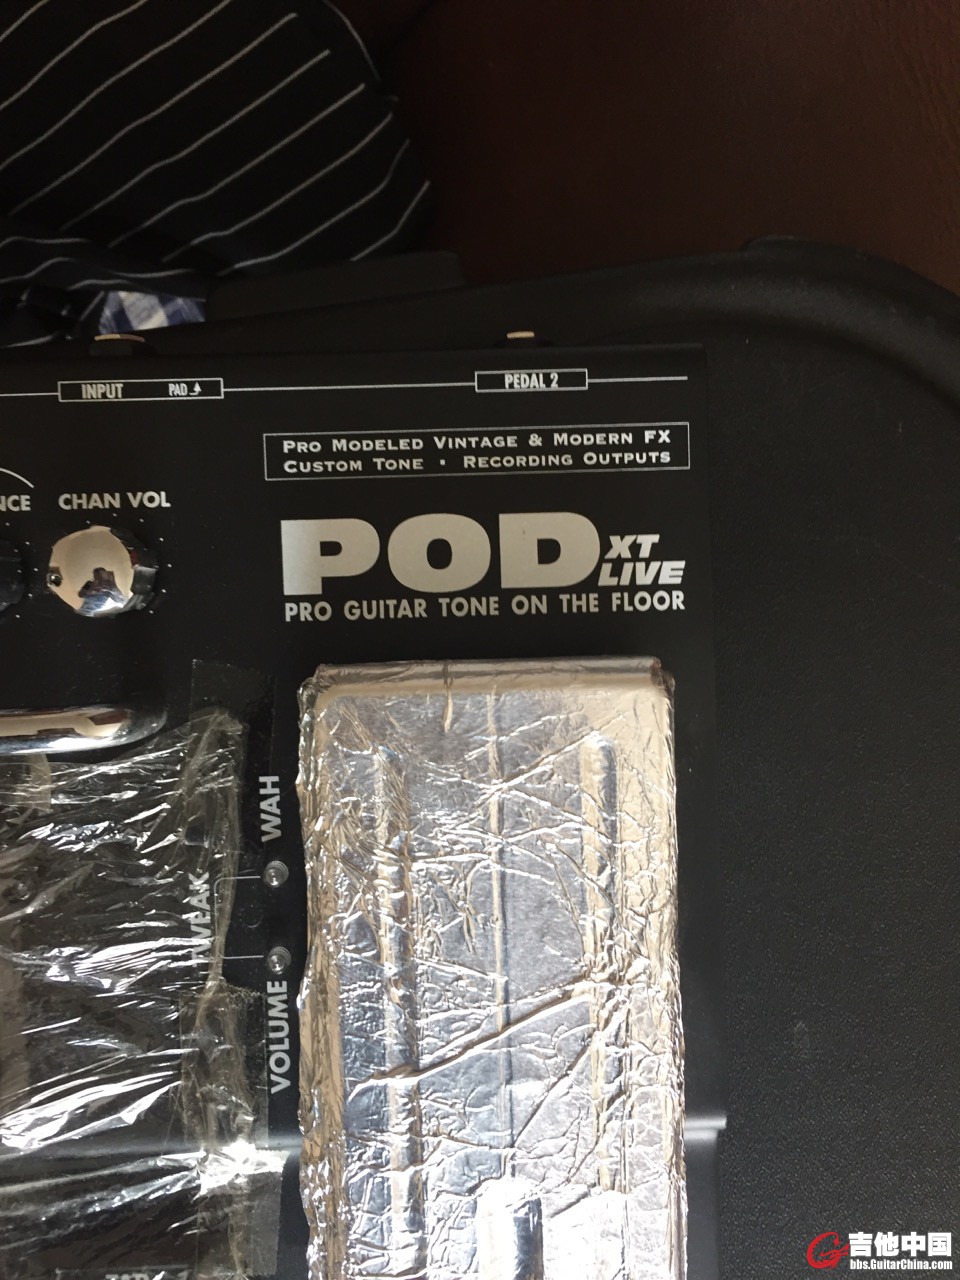 INPUT PAD
PEDAL 2
PRO MODELED VINTAGE & MODERN FX
CUSTOM TONE · RECORDING OUTPUTS
CHAN VOL
POD XT LIVE
PRO GUITAR TONE ON THE FLOOR
WAH
TWEAK
VOLUME
吉他中国
bbs.GuitarChina.com